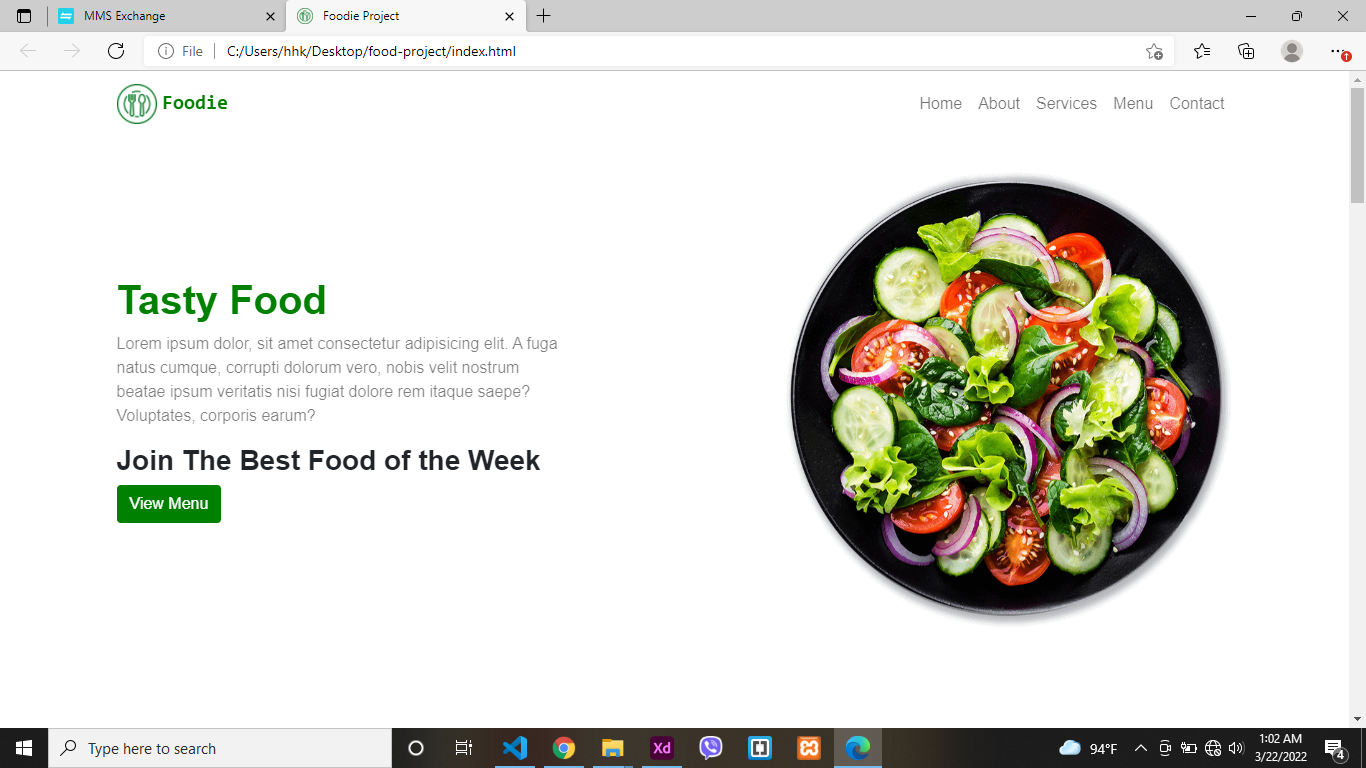 MMS Exchange
Foodie Project
File
C:/Users/hhk/Desktop/food-project/index.html
Foodie
Home About Services Menu Contact
Tasty Food
Lorem ipsum dolor, sit amet consectetur adipisicing elit. A fuga
natus cumque, corrupti dolorum vero, nobis velit nostrum
beatae ipsum veritatis nisi fugiat dolore rem itaque saepe?
Voluptates, corporis earum?
Join The Best Food of the Week
View Menu
Type here to search
Xd
94°F
1:02 AM
3/22/2022
4